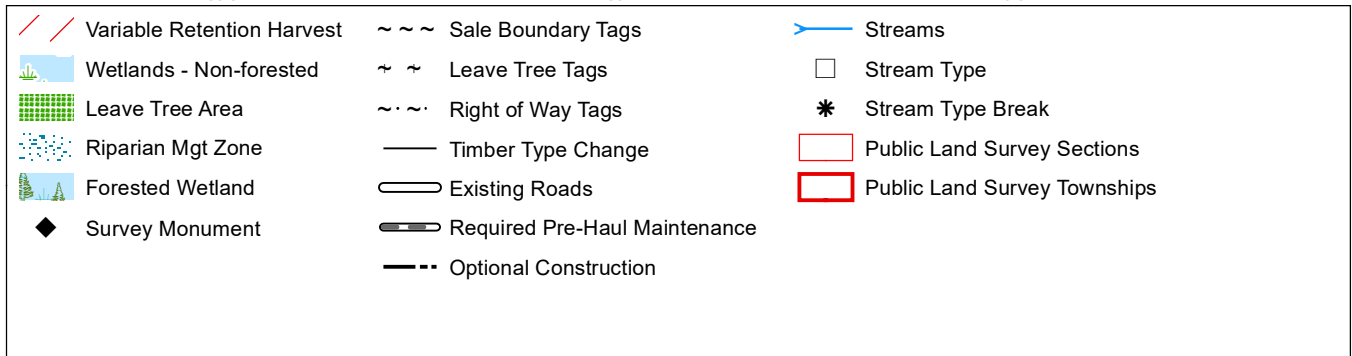 Variable Retention Harvest
Wetlands - Non-forested
Leave Tree Area
Riparian Mgt Zone
Forested Wetland
Survey Monument
Sale Boundary Tags
Leave Tree Tags
Right of Way Tags
Timber Type Change
Existing Roads
Required Pre-Haul Maintenance
Optional Construction
Streams
Stream Type
Stream Type Break
Public Land Survey Sections
Public Land Survey Townships